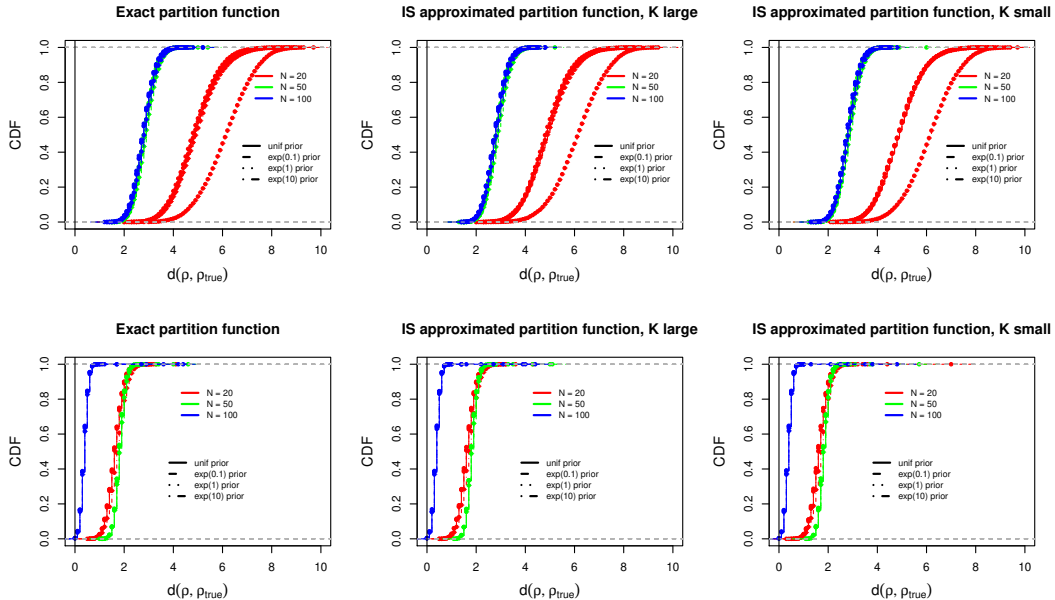 Exact partition function
CDF
0.0 0.2 0.4 0.6 0.8 1.0
N = 20
N = 50
N = 100
unif prior
exp(0.1) prior
exp(1) prior
exp(10) prior
0 2 4 6 8 10
d(ρ, ρtrue)
IS approximated partition function, K large
CDF
0.0 0.2 0.4 0.6 0.8 1.0
N = 20
N = 50
N = 100
unif prior
exp(0.1) prior
exp(1) prior
exp(10) prior
0 2 4 6 8 10
d(ρ, ρtrue)
IS approximated partition function, K small
CDF
0.0 0.2 0.4 0.6 0.8 1.0
N = 20
N = 50
N = 100
unif prior
exp(0.1) prior
exp(1) prior
exp(10) prior
0 2 4 6 8 10
d(ρ, ρtrue)
Exact partition function
CDF
0.0 0.2 0.4 0.6 0.8 1.0
N = 20
N = 50
N = 100
unif prior
exp(0.1) prior
exp(1) prior
exp(10) prior
0 2 4 6 8 10
d(ρ, ρtrue)
IS approximated partition function, K large
CDF
0.0 0.2 0.4 0.6 0.8 1.0
N = 20
N = 50
N = 100
unif prior
exp(0.1) prior
exp(1) prior
exp(10) prior
0 2 4 6 8 10
d(ρ, ρtrue)
IS approximated partition function, K small
CDF
0.0 0.2 0.4 0.6 0.8 1.0
N = 20
N = 50
N = 100
unif prior
exp(0.1) prior
exp(1) prior
exp(10) prior
0 2 4 6 8 10
d(ρ, ρtrue)